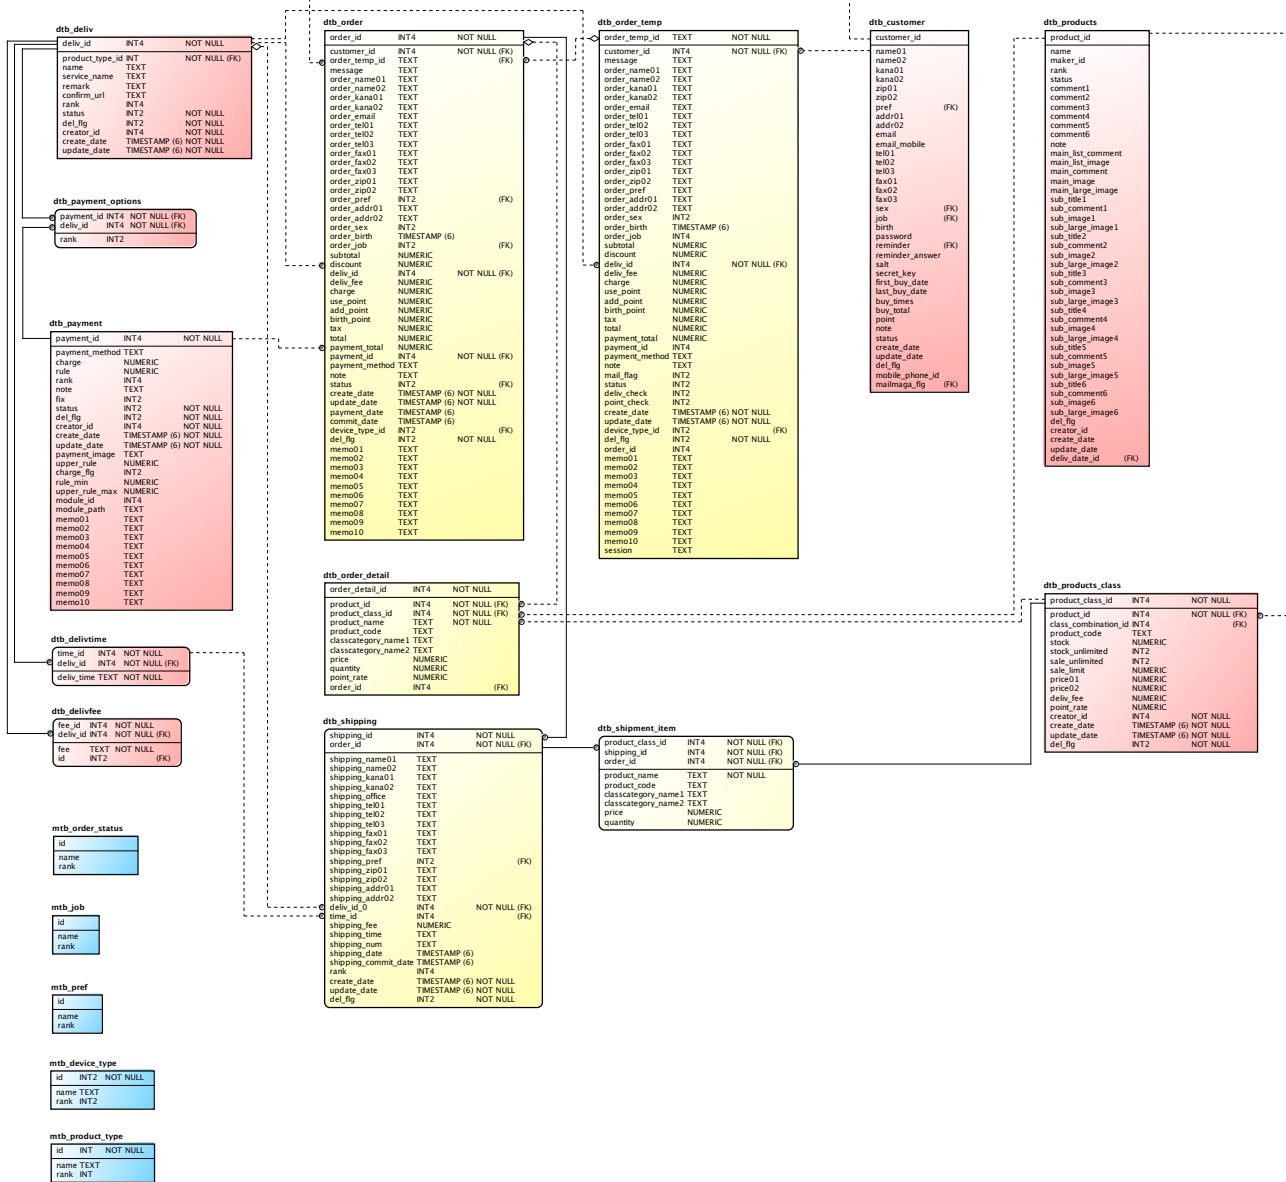 dtb_deliv
deliv_id INT4 NOT NULL
product_type_id INT NOT NULL (FK)
name TEXT
service_name TEXT
remark TEXT
confirm_url TEXT
rank INT4
status INT2 NOT NULL
del_flg INT2 NOT NULL
creator_id INT4 NOT NULL
create_date TIMESTAMP (6) NOT NULL
update_date TIMESTAMP (6) NOT NULL
dtb_payment_options
payment_id INT4 NOT NULL (FK)
deliv_id INT4 NOT NULL (FK)
rank INT2
dtb_payment
payment_id INT4 NOT NULL
payment_method TEXT
charge NUMERIC
rule NUMERIC
rank INT4
note TEXT
fix INT2
status INT2 NOT NULL
del_flg INT2 NOT NULL
creator_id INT4 NOT NULL
create_date TIMESTAMP (6) NOT NULL
update_date TIMESTAMP (6) NOT NULL
payment_image TEXT
upper_rule NUMERIC
charge_flg INT2
rule_min NUMERIC
upper_rule_max NUMERIC
module_id INT4
module_path TEXT
memo01 TEXT
memo02 TEXT
memo03 TEXT
memo04 TEXT
memo05 TEXT
memo06 TEXT
memo07 TEXT
memo08 TEXT
memo09 TEXT
memo10 TEXT
dtb_delivtime
time_id INT4 NOT NULL
deliv_id INT4 NOT NULL (FK)
deliv_time TEXT NOT NULL
dtb_delivfee
fee_id INT4 NOT NULL
deliv_id INT4 NOT NULL (FK)
fee TEXT NOT NULL
id INT2 (FK)
mtb_order_status
id
name
rank
mtb_job
id
name
rank
mtb_pref
id
name
rank
mtb_device_type
id INT2 NOT NULL
name TEXT
rank INT2
mtb_product_type
id INT NOT NULL
name TEXT
rank INT
dtb_order
order_id INT4 NOT NULL
customer_id INT4 NOT NULL (FK)
order_temp_id TEXT (FK)
message TEXT
order_name01 TEXT
order_name02 TEXT
order_kana01 TEXT
order_kana02 TEXT
order_email TEXT
order_tel01 TEXT
order_tel02 TEXT
order_tel03 TEXT
order_fax01 TEXT
order_fax02 TEXT
order_fax03 TEXT
order_zip01 TEXT
order_zip02 TEXT
order_pref INT2 (FK)
order_addr01 TEXT
order_addr02 TEXT
order_sex INT2
order_birth TIMESTAMP (6)
order_job INT2 (FK)
subtotal NUMERIC
discount NUMERIC
deliv_id INT4 NOT NULL (FK)
deliv_fee NUMERIC
charge NUMERIC
use_point NUMERIC
add_point NUMERIC
birth_point NUMERIC
tax NUMERIC
total NUMERIC
payment_total NUMERIC
payment_id INT4 NOT NULL (FK)
payment_method TEXT
note TEXT
status INT2 (FK)
create_date TIMESTAMP (6) NOT NULL
update_date TIMESTAMP (6) NOT NULL
payment_date TIMESTAMP (6)
commit_date TIMESTAMP (6)
device_type_id INT2 (FK)
del_flg INT2 NOT NULL
memo01 TEXT
memo02 TEXT
memo03 TEXT
memo04 TEXT
memo05 TEXT
memo06 TEXT
memo07 TEXT
memo08 TEXT
memo09 TEXT
memo10 TEXT
dtb_order_detail
order_detail_id INT4 NOT NULL
product_id INT4 NOT NULL (FK)
product_class_id INT4 NOT NULL (FK)
product_name TEXT NOT NULL
product_code TEXT
classcategory_name1 TEXT
classcategory_name2 TEXT
price NUMERIC
quantity NUMERIC
point_rate NUMERIC
order_id INT4 (FK)
dtb_shipping
shipping_id INT4 NOT NULL
order_id INT4 NOT NULL (FK)
shipping_name01 TEXT
shipping_name02 TEXT
shipping_kana01 TEXT
shipping_kana02 TEXT
shipping_office TEXT
shipping_tel01 TEXT
shipping_tel02 TEXT
shipping_tel03 TEXT
shipping_fax01 TEXT
shipping_fax02 TEXT
shipping_fax03 TEXT
shipping_pref INT2 (FK)
shipping_zip01 TEXT
shipping_zip02 TEXT
shipping_addr01 TEXT
shipping_addr02 TEXT
deliv_id_0 INT4 NOT NULL (FK)
time_id INT4 (FK)
shipping_fee NUMERIC
shipping_time TEXT
shipping_num TEXT
shipping_date TIMESTAMP (6)
shipping_commit_date TIMESTAMP (6)
rank INT4
create_date TIMESTAMP (6) NOT NULL
update_date TIMESTAMP (6) NOT NULL
del_flg INT2 NOT NULL
dtb_order_temp
order_temp_id TEXT NOT NULL
customer_id INT4 NOT NULL (FK)
message TEXT
order_name01 TEXT
order_name02 TEXT
order_kana01 TEXT
order_kana02 TEXT
order_email TEXT
order_tel01 TEXT
order_tel02 TEXT
order_tel03 TEXT
order_fax01 TEXT
order_fax02 TEXT
order_fax03 TEXT
order_zip01 TEXT
order_zip02 TEXT
order_pref TEXT
order_addr01 TEXT
order_addr02 TEXT
order_sex INT2
order_birth TIMESTAMP (6)
order_job INT4
subtotal NUMERIC
discount NUMERIC
deliv_id INT4 NOT NULL (FK)
deliv_fee NUMERIC
charge NUMERIC
use_point NUMERIC
add_point NUMERIC
birth_point NUMERIC
tax NUMERIC
total NUMERIC
payment_total NUMERIC
payment_id INT4
payment_method TEXT
note TEXT
mail_flag INT2
status INT2
deliv_check INT2
point_check INT2
create_date TIMESTAMP (6) NOT NULL
update_date TIMESTAMP (6) NOT NULL
device_type_id INT2 (FK)
del_flg INT2 NOT NULL
order_id INT4
memo01 TEXT
memo02 TEXT
memo03 TEXT
memo04 TEXT
memo05 TEXT
memo06 TEXT
memo07 TEXT
memo08 TEXT
memo09 TEXT
memo10 TEXT
session TEXT
dtb_shipment_item
product_class_id INT4 NOT NULL (FK)
shipping_id INT4 NOT NULL (FK)
order_id INT4 NOT NULL (FK)
product_name TEXT NOT NULL
product_code TEXT
classcategory_name1 TEXT
classcategory_name2 TEXT
price NUMERIC
quantity NUMERIC
dtb_customer
customer_id
name01
name02
kana01
kana02
zip01
zip02
pref (FK)
addr01
addr02
email
email_mobile
tel01
tel02
tel03
fax01
fax02
fax03
sex (FK)
job (FK)
birth
password
reminder (FK)
reminder_answer
salt
secret_key
first_buy_date
last_buy_date
buy_times
buy_total
point
note
status
create_date
update_date
del_flg
mobile_phone_id
mailmaga_flg (FK)
dtb_products
product_id
name
maker_id
rank
status
comment1
comment2
comment3
comment4
comment5
comment6
note
main_list_comment
main_list_image
main_comment
main_image
main_large_image
sub_title1
sub_comment1
sub_image1
sub_large_image1
sub_title2
sub_comment2
sub_image2
sub_large_image2
sub_title3
sub_comment3
sub_image3
sub_large_image3
sub_title4
sub_comment4
sub_image4
sub_large_image4
sub_title5
sub_comment5
sub_image5
sub_large_image5
sub_title6
sub_comment6
sub_image6
sub_large_image6
del_flg
creator_id
create_date
update_date
deliv_date_id (FK)
dtb_products_class
product_class_id INT4 NOT NULL
product_id INT4 NOT NULL (FK)
class_combination_id INT4 (FK)
product_code TEXT
stock NUMERIC
stock_unlimited INT2
sale_unlimited INT2
sale_limit NUMERIC
price01 NUMERIC
price02 NUMERIC
deliv_fee NUMERIC
point_rate NUMERIC
creator_id INT4 NOT NULL
create_date TIMESTAMP (6) NOT NULL
update_date TIMESTAMP (6) NOT NULL
del_flg INT2 NOT NULL